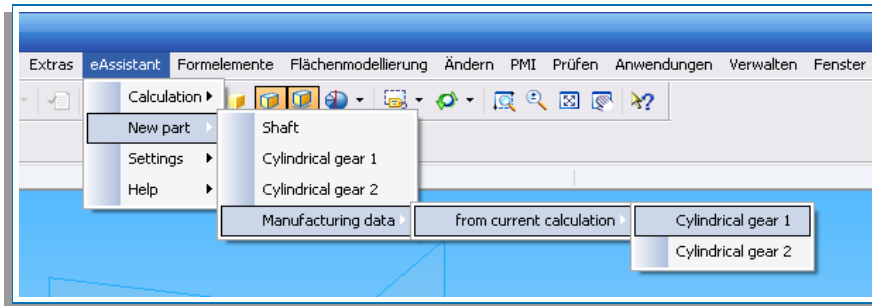 Extras eAssistant Formelemente Flächenmodellierung Ändern PMI Prüfen Anwendungen Verwalten Fenster
Calculation
New part
Shaft
Settings
Cylindrical gear 1
Help
Cylindrical gear 2
Manufacturing data
from current calculation
Cylindrical gear 1
Cylindrical gear 2